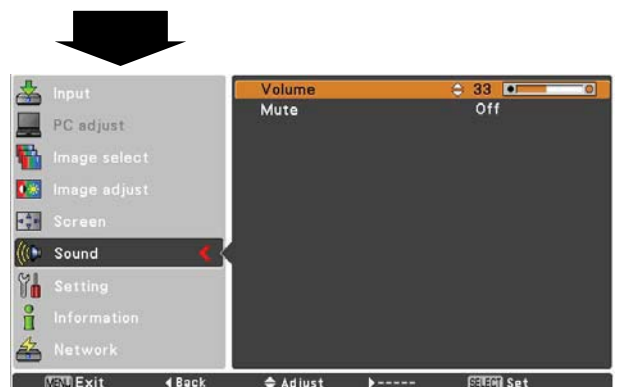 Input
PC adjust
Image select
Image adjust
Screen
Sound
Setting
Information
Network
Volume 33
Mute Off
MENU Exit Back Adjust ----- SELECT Set